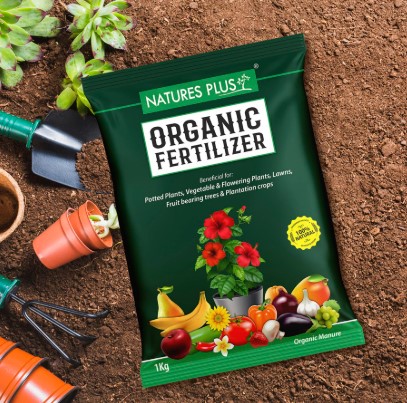 NATURES PLUS
®
ORGANIC
FERTILIZER
Beneficial for:
Potted Plants, Vegetable & Flowering Plants, Lawns,
Fruit bearing trees & Plantation crops
100%
NATURAL
1Kg
Organic Manure